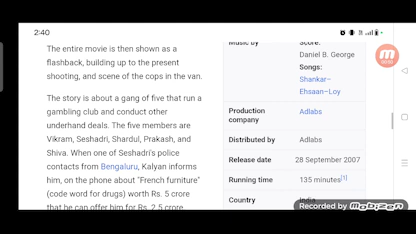 2:40
The entire movie is then shown as a
flashback, building up to the present
shooting, and scene of the cops in the van.
The story is about a gang of five that run a
gambling club and conduct other
underhand deals. The five members are
Vikram, Seshadri, Shardul, Prakash, and
Shiva. When one of Seshadri's police
contacts from Bengaluru, Kalyan informs
him, on the phone about "French furniture"
(code word for drugs) worth Rs. 5 crore
that he can offer him for Rs. 2.5 crore
Music by
Score:
Daniel B. George
Songs:
Shankar–
Ehsaan–Loy
Production
company
Adlabs
Distributed by
Adlabs
Release date
28 September 2007
Running time
135 minutes[1]
Country
India
Recorded by
mobizen